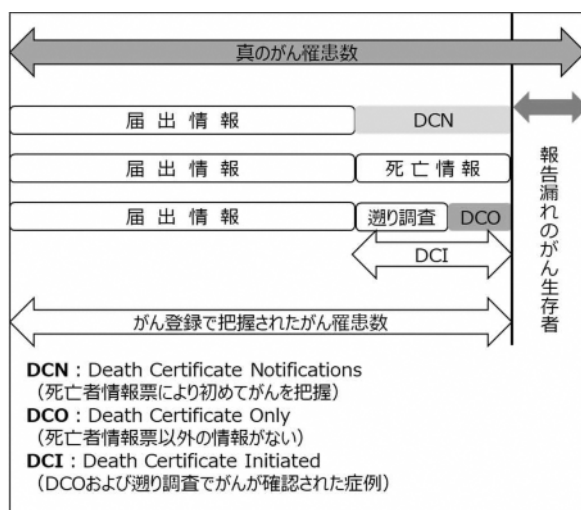 真のがん罹患数
届出情報 DCN
届出情報 死亡情報
届出情報 遡り調査 DCO
DCI
報告漏れのがん生存者
がん登録で把握されたがん罹患数
DCN：Death Certificate Notifications
（死亡者情報票により初めてがんを把握）
DCO：Death Certificate Only
（死亡者情報票以外の情報がない）
DCI：Death Certificate Initiated
（DCOおよび遡り調査でがんが確認された症例）